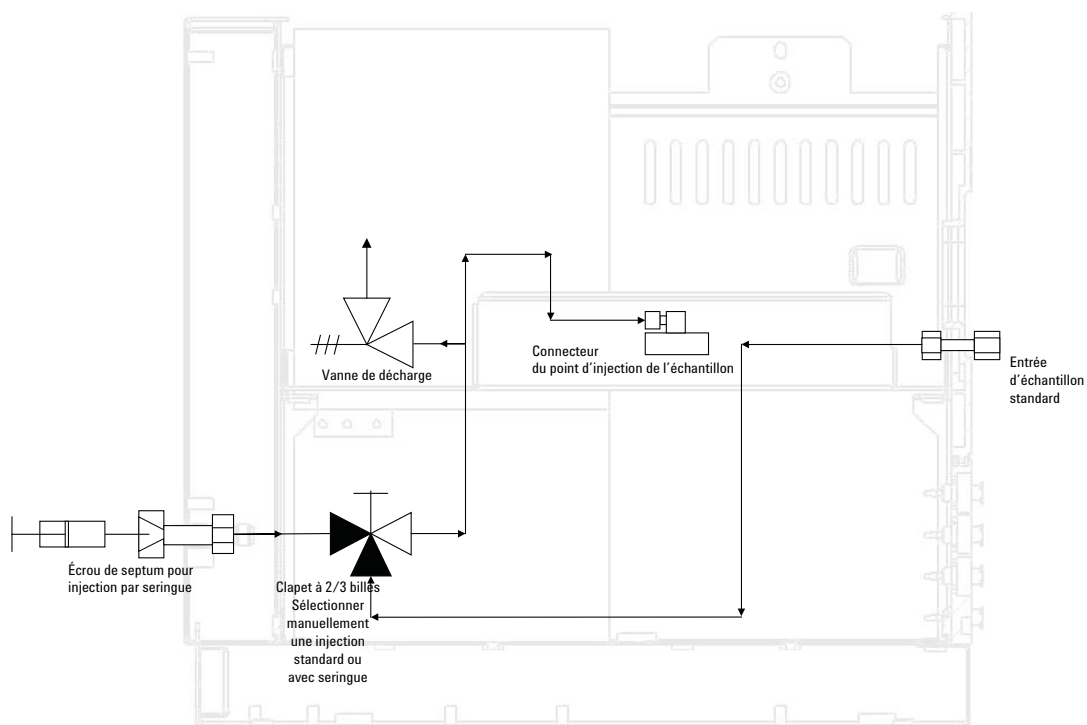 Vanne de décharge
Connecteur
du point d'injection de l'échantillon
Entrée
d'échantillon
standard
Écrou de septum pour
injection par seringue
Clapet à 2/3 billes
Sélectionner
manuellement
une injection
standard ou
avec seringue